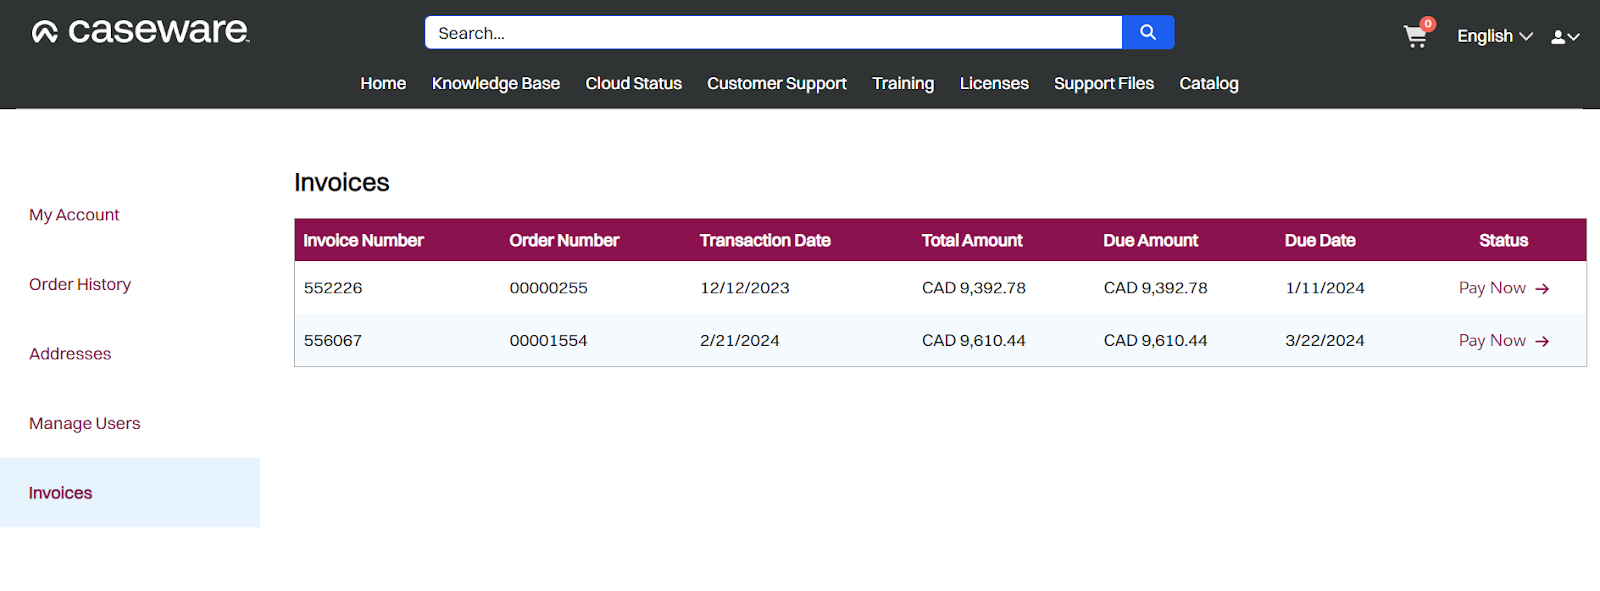 caseware.
Search...
0
English
Home Knowledge Base Cloud Status Customer Support Training Licenses Support Files Catalog
My Account
Order History
Addresses
Manage Users
Invoices
Invoices
Invoice Number Order Number Transaction Date Total Amount Due Amount Due Date Status
552226 00000255 12/12/2023 CAD 9,392.78 CAD 9,392.78 1/11/2024 Pay Now →
556067 00001554 2/21/2024 CAD 9,610.44 CAD 9,610.44 3/22/2024 Pay Now →